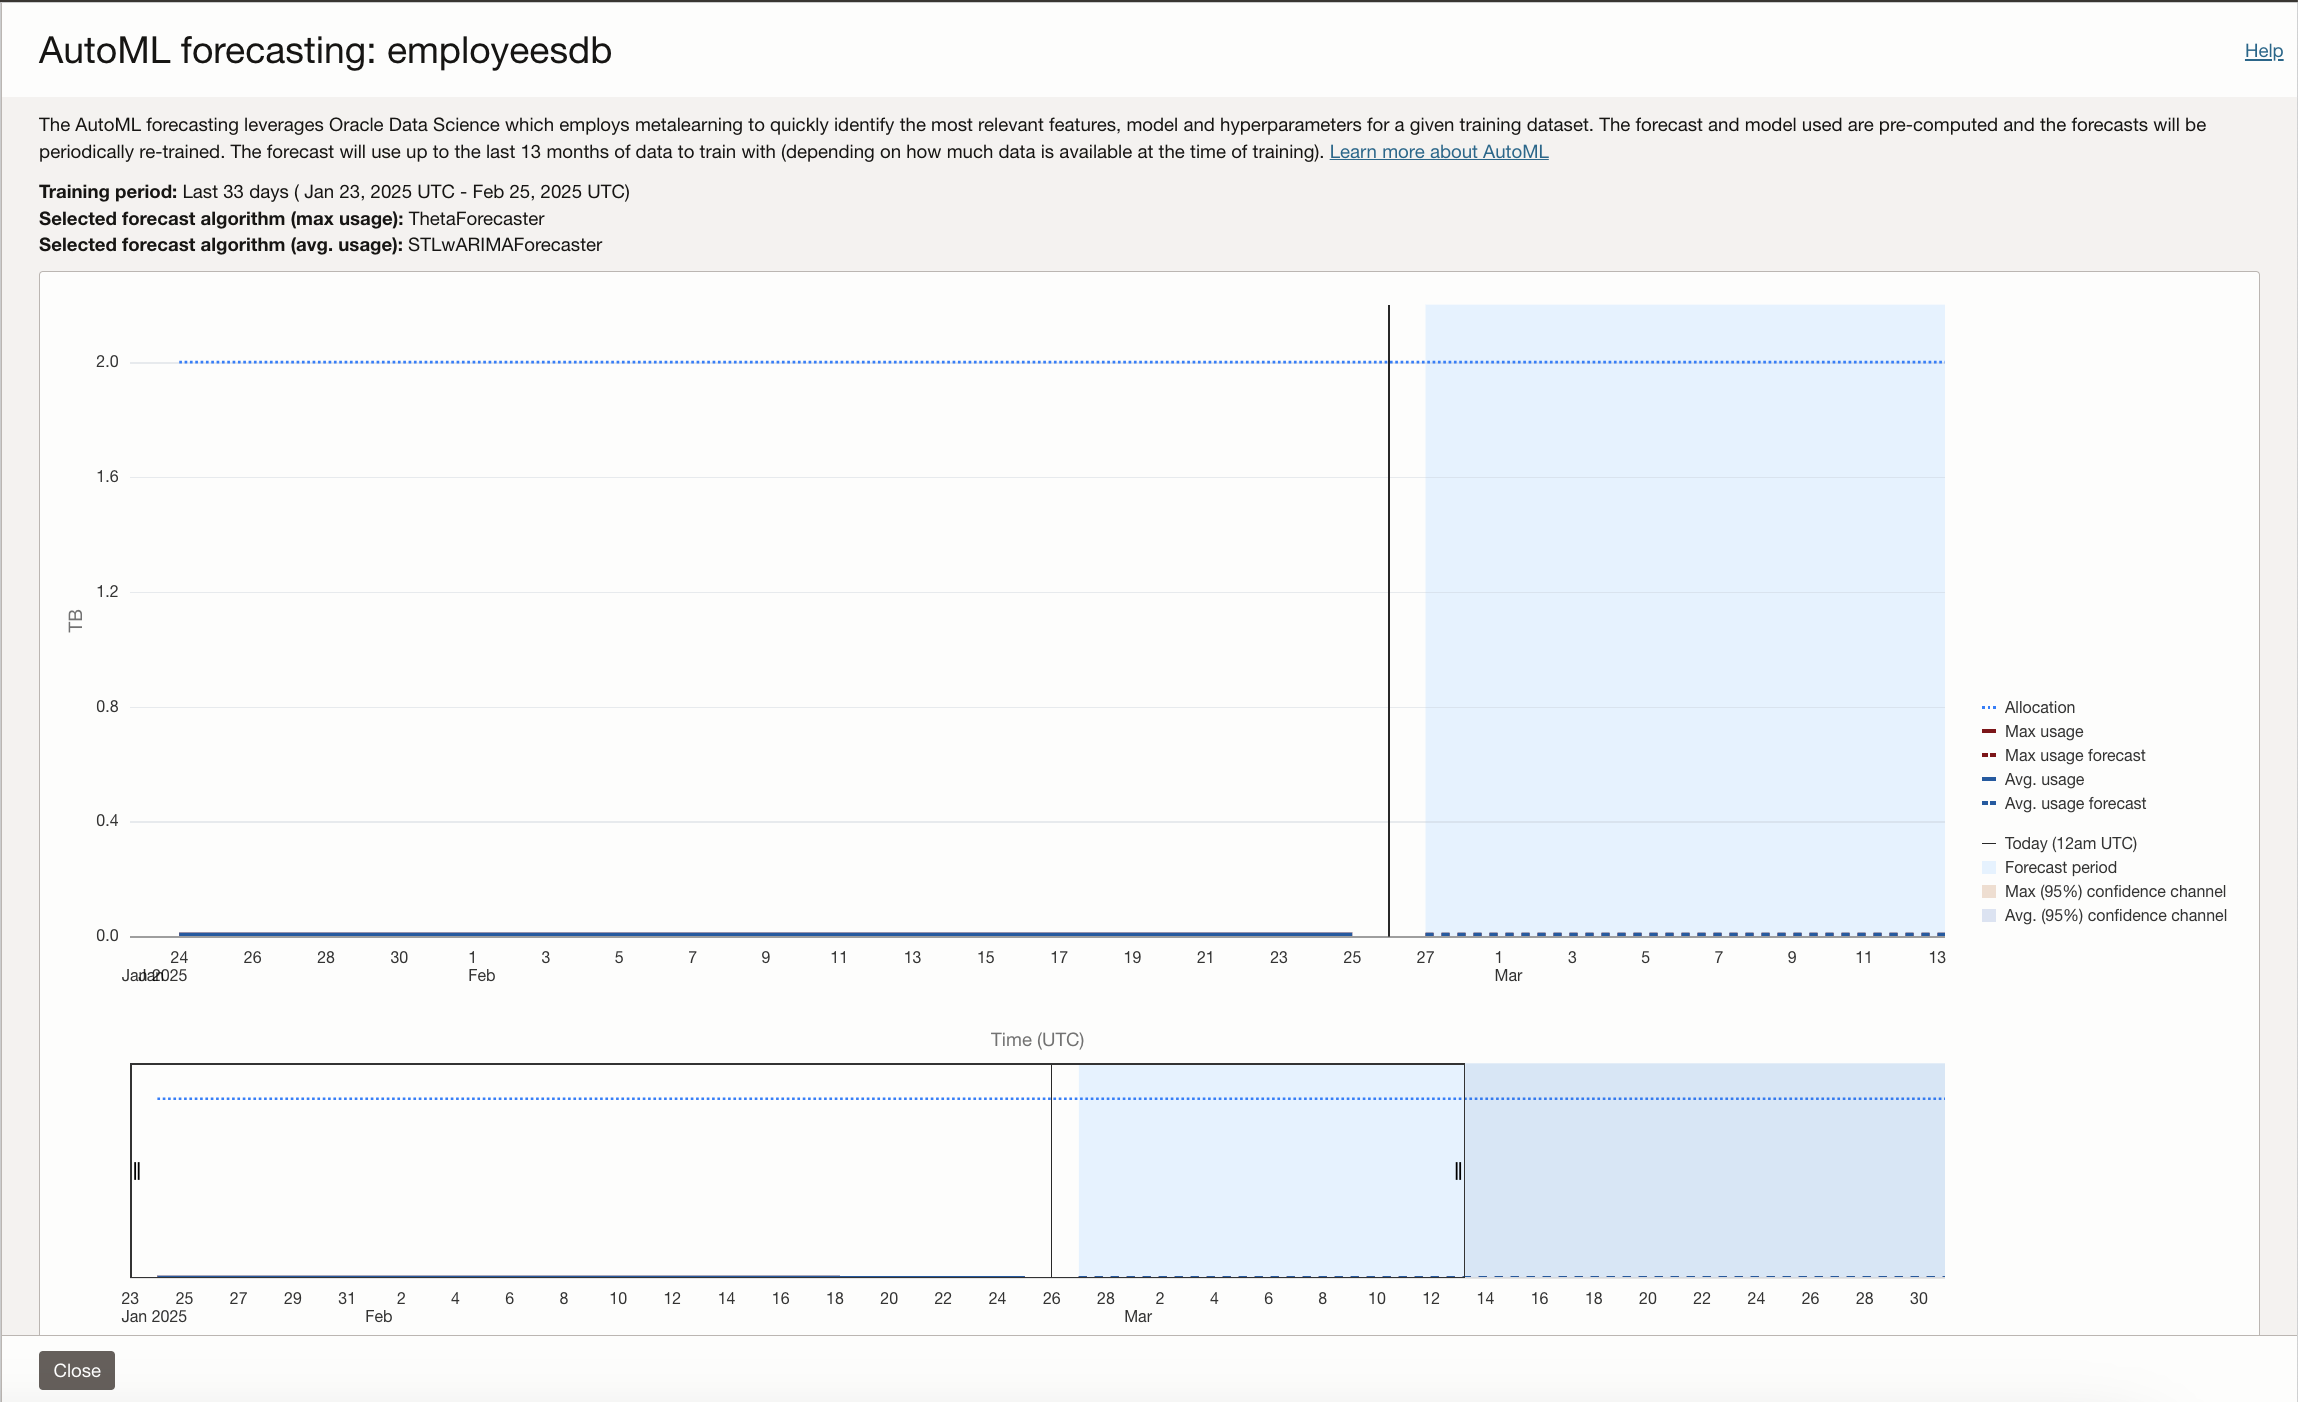 AutoML forecasting: employeesdb
Help
The AutoML forecasting leverages Oracle Data Science which employs metalearning to quickly identify the most relevant features, model and hyperparameters for a given training dataset. The forecast and model used are pre-computed and the forecasts will be
periodically re-trained. The forecast will use up to the last 13 months of data to train with (depending on how much data is available at the time of training). Learn more about AutoML
Training period: Last 33 days ( Jan 23, 2025 UTC - Feb 25, 2025 UTC)
Selected forecast algorithm (max usage): ThetaForecaster
Selected forecast algorithm (avg. usage): STLwARIMAForecaster
2.0
1.6
1.2
TB
0.8
0.4
0.0
24 26 28 30 1 3 5 7 9 11 13 15 17 19 21 23 25 27 1 3 5 7 9 11 13
Jan 2025 Feb Mar
Allocation
Max usage
Max usage forecast
Avg. usage
Avg. usage forecast
Today (12am UTC)
Forecast period
Max (95%) confidence channel
Avg. (95%) confidence channel
Time (UTC)
23 25 27 29 31 2 4 6 8 10 12 14 16 18 20 22 24 26 28 2 4 6 8 10 12 14 16 18 20 22 24 26 28 30
Jan 2025 Feb Mar
Close